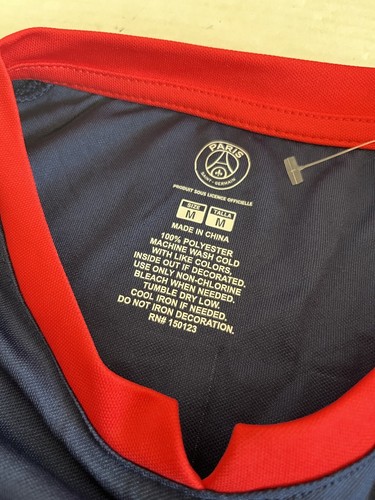 PARIS
SAINT-GERMAIN
PRODUIT SOUS LICENCE OFFICIELLE
SIZE TALLA
M M
MADE IN CHINA
100% POLYESTER
MACHINE WASH COLD
WITH LIKE COLORS,
INSIDE OUT IF DECORATED.
USE ONLY NON-CHLORINE
BLEACH WHEN NEEDED.
TUMBLE DRY LOW.
COOL IRON IF NEEDED.
DO NOT IRON DECORATION.
RN# 150123